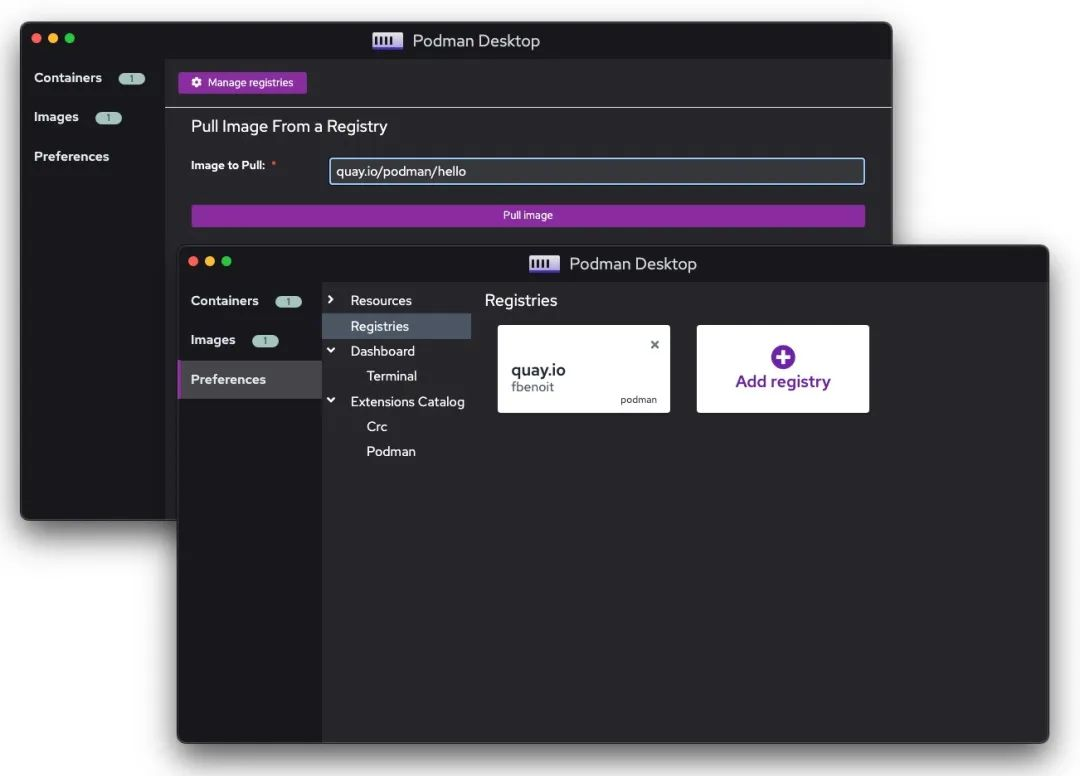 Podman Desktop
Containers 1
Images 1
Preferences
Manage registries
Pull Image From a Registry
Image to Pull: *
quay.io/podman/hello
Pull image
Podman Desktop
Containers 1
Images 1
Preferences
Resources
Registries
Dashboard
Terminal
Extensions Catalog
Crc
Podman
Registries
quay.io
fbenoit
podman
Add registry